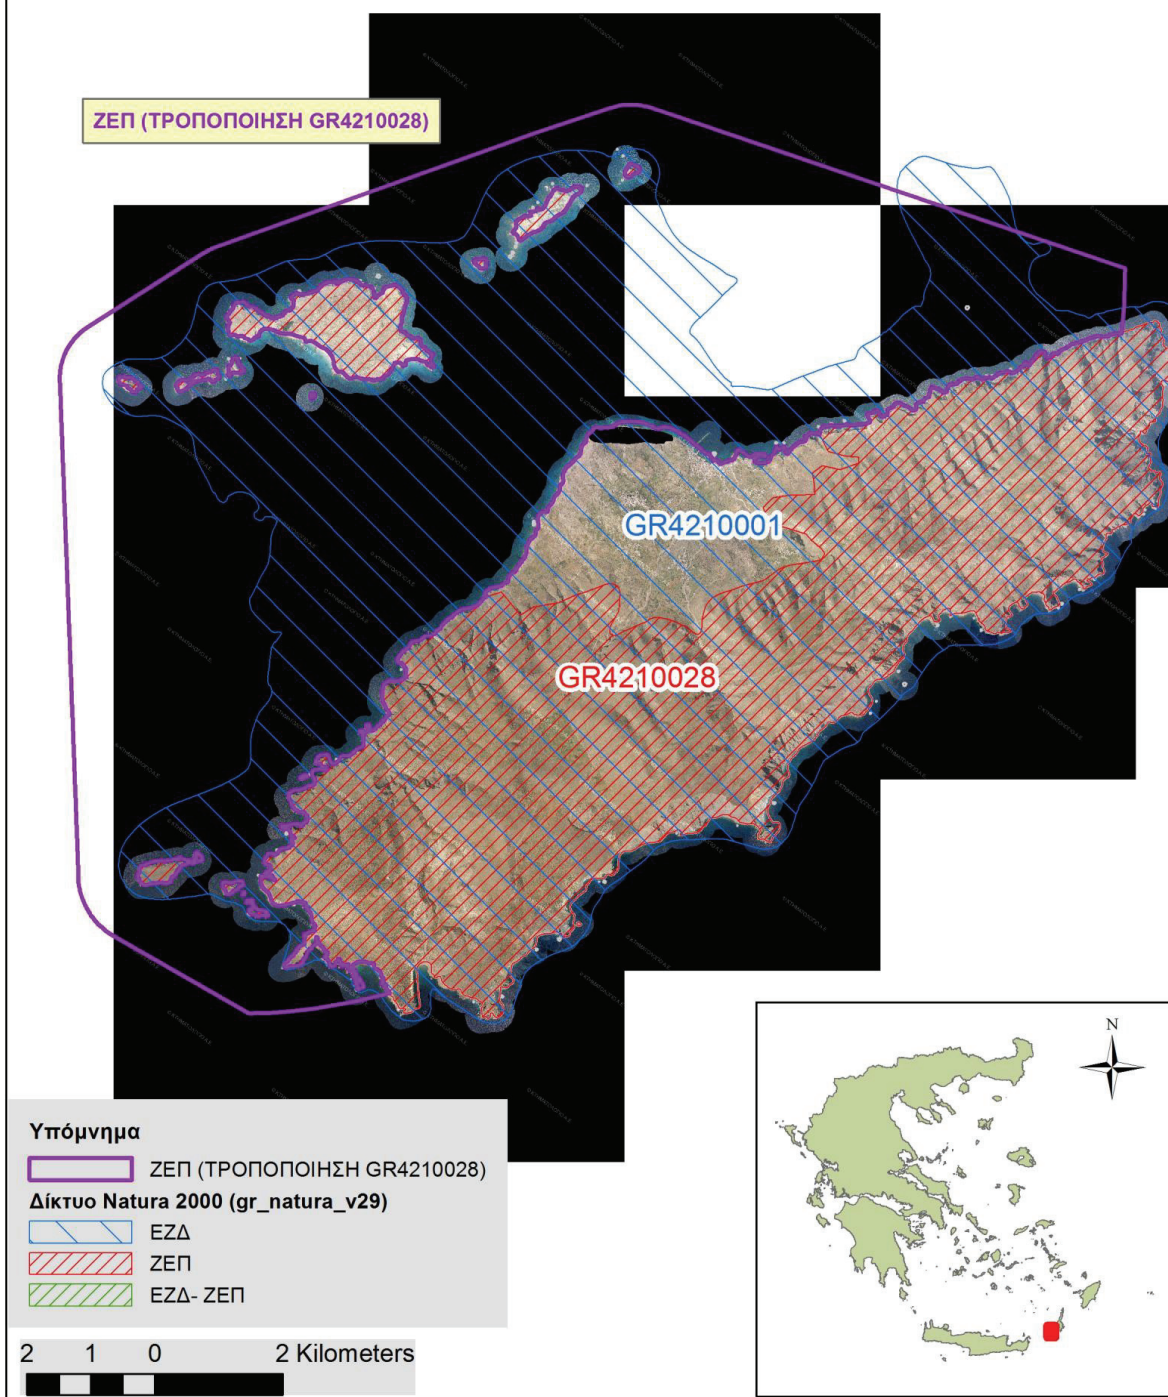 ΖΕΠ (ΤΡΟΠΟΠΟΙΗΣΗ GR4210028)
GR4210001
GR4210028
N
Υπόμνημα
ΖΕΠ (ΤΡΟΠΟΠΟΙΗΣΗ GR4210028)
Δίκτυο Natura 2000 (gr_natura_v29)
ΕΖΔ
ΖΕΠ
ΕΖΔ- ΖΕΠ
2 1 0 2 Kilometers